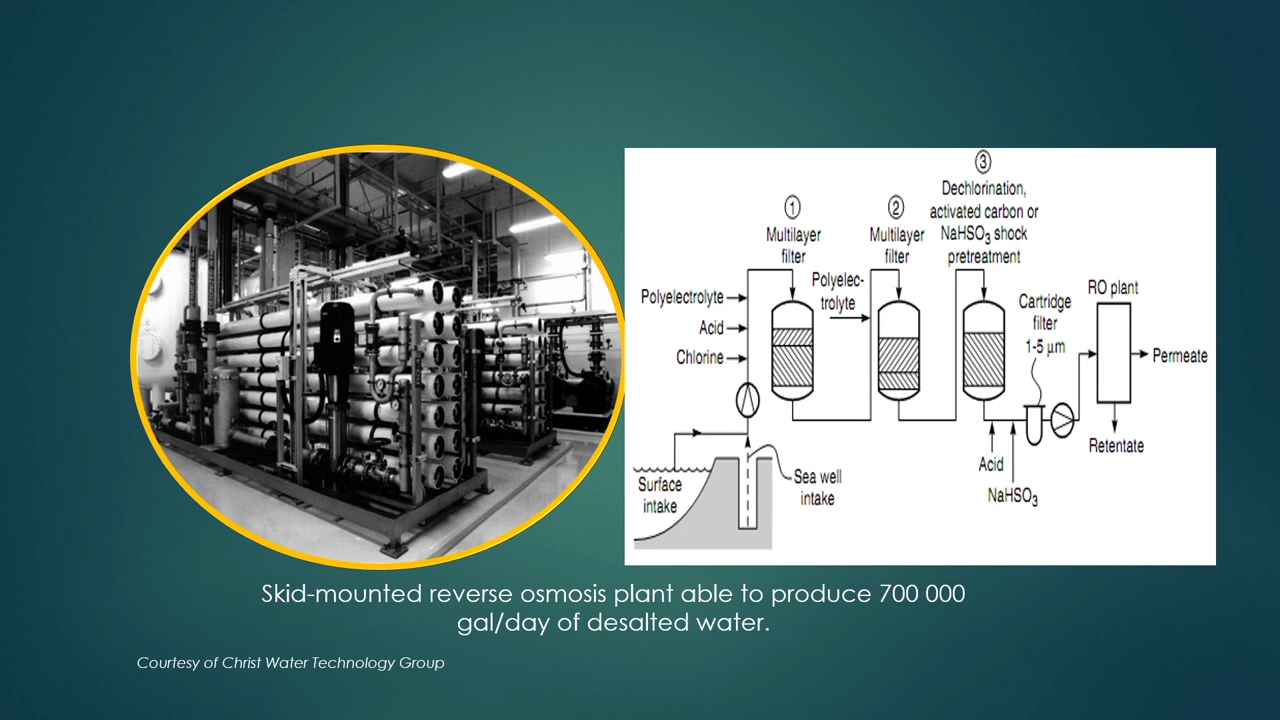 ③
Dechlorination,
activated carbon or
NaHSO₃ shock
pretreatment
①
Multilayer
filter
②
Multilayer
filter
Polyelec-
trolyte
Polyelectrolyte
Acid
Chlorine
Cartridge
filter
1-5 μm
RO plant
Permeate
Retentate
Acid
NaHSO₃
Surface
intake
Sea well
intake
Skid-mounted reverse osmosis plant able to produce 700 000
gal/day of desalted water.
Courtesy of Christ Water Technology Group